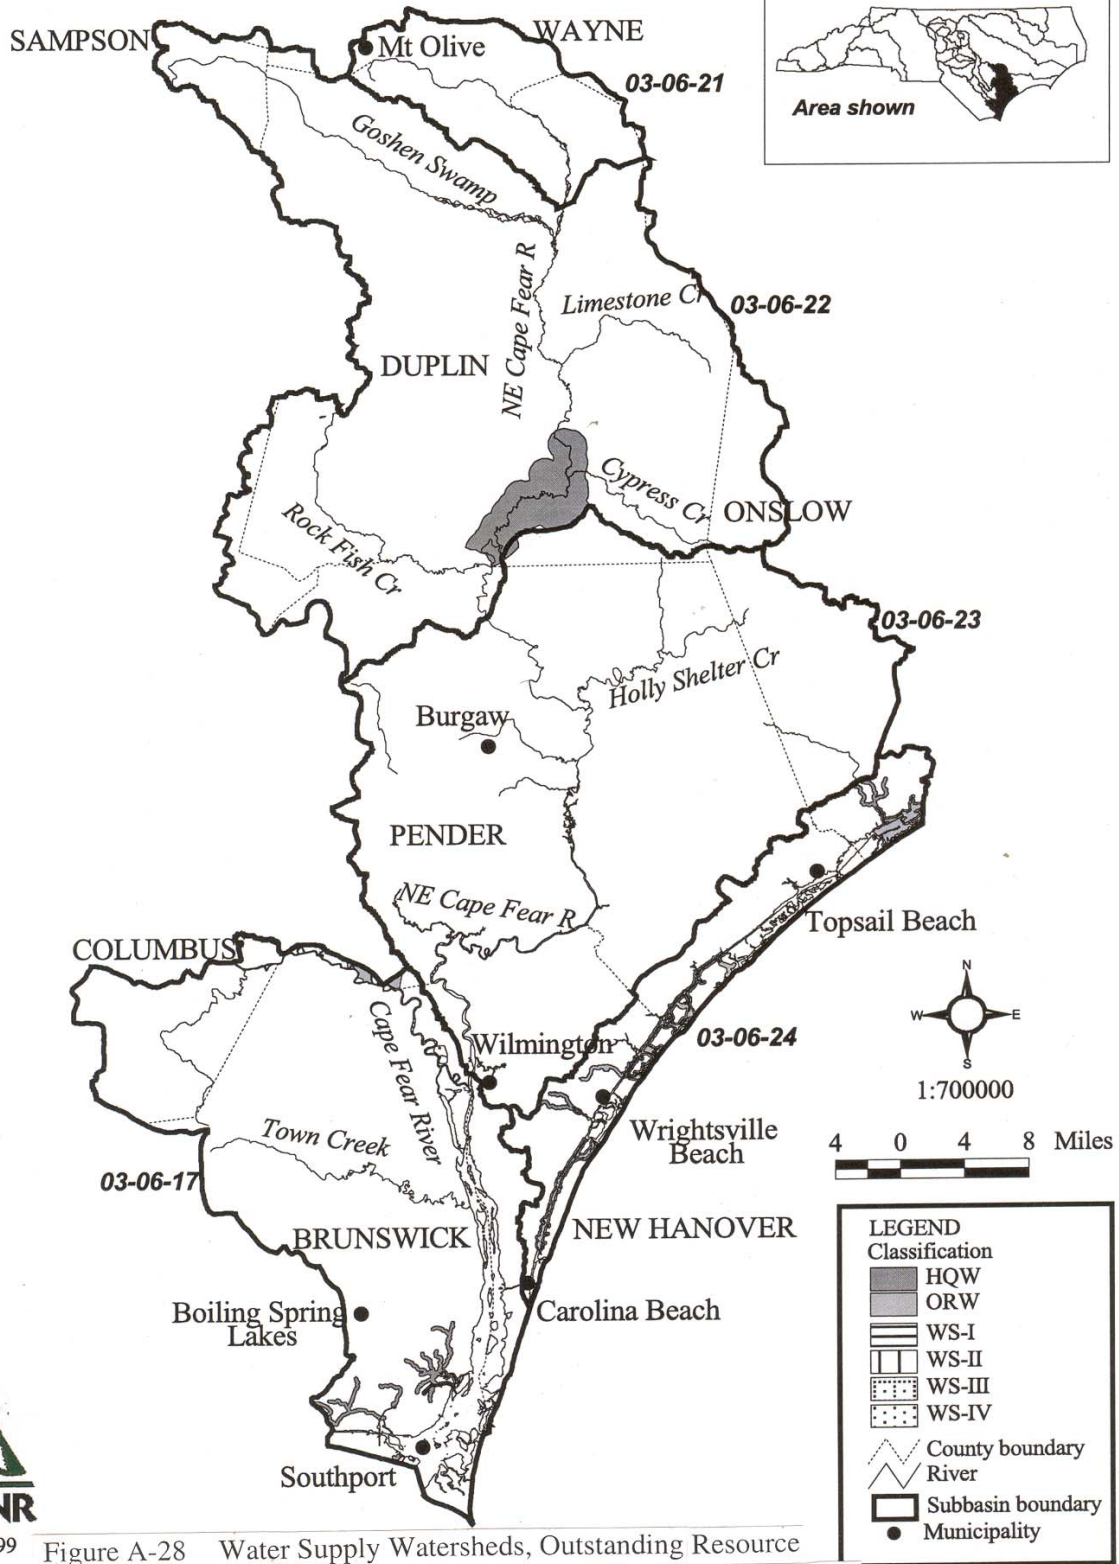 SAMPSON
WAYNE
Mt Olive
03-06-21
Area shown
Goshen Swamp
NE Cape Fear R
Limestone Cr
03-06-22
DUPLIN
Cypress Cr
ONSLOW
Rock Fish Cr
03-06-23
Holly Shelter Cr
Burgaw
PENDER
NE Cape Fear R
Topsail Beach
COLUMBUS
N
W
E
S
Cape Fear River
Wilmington
03-06-24
1:700000
Town Creek
Wrightsville
Beach
4 0 4 8 Miles
03-06-17
BRUNSWICK
NEW HANOVER
LEGEND
Classification
HQW
ORW
WS-I
WS-II
WS-III
WS-IV
County boundary
River
Subbasin boundary
Municipality
Boiling Spring
Lakes
Carolina Beach
Southport
NR
99
Figure A-28 Water Supply Watersheds, Outstanding Resource